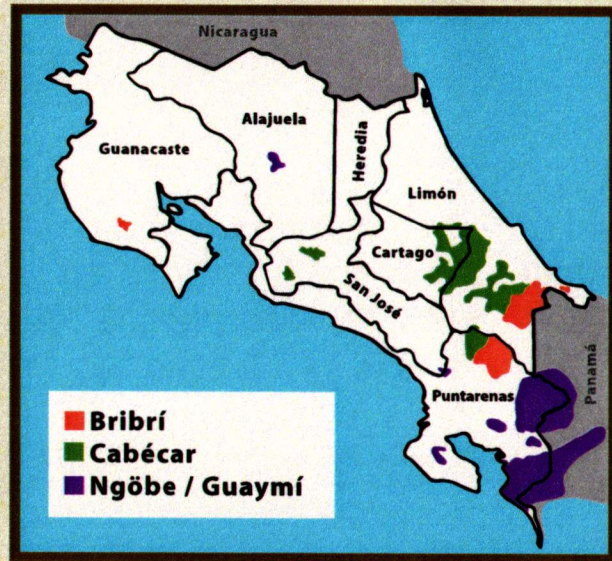 Nicaragua
Guanacaste
Alajuela
Heredia
Limón
Cartago
San José
Puntarenas
Panamá
Bribrí
Cabécar
Ngöbe / Guaymí